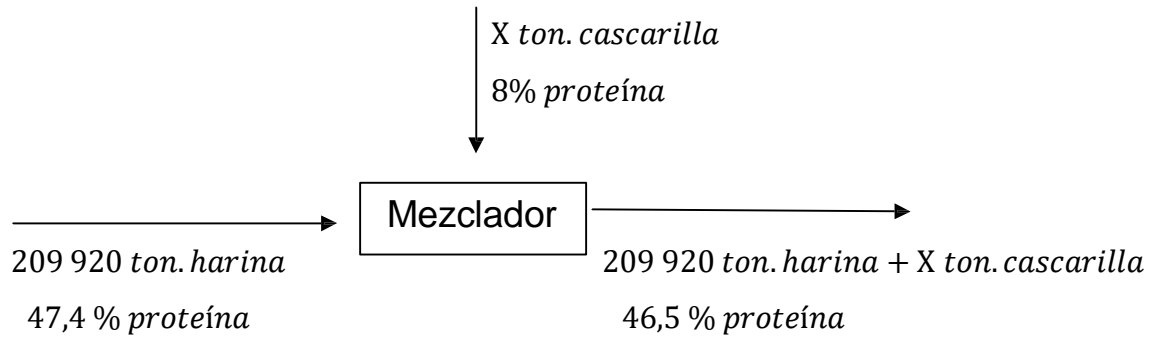 X ton. cascarilla
8% proteína
Mezclador
209 920 ton. harina
47,4 % proteína
209 920 ton. harina + X ton. cascarilla
46,5 % proteína